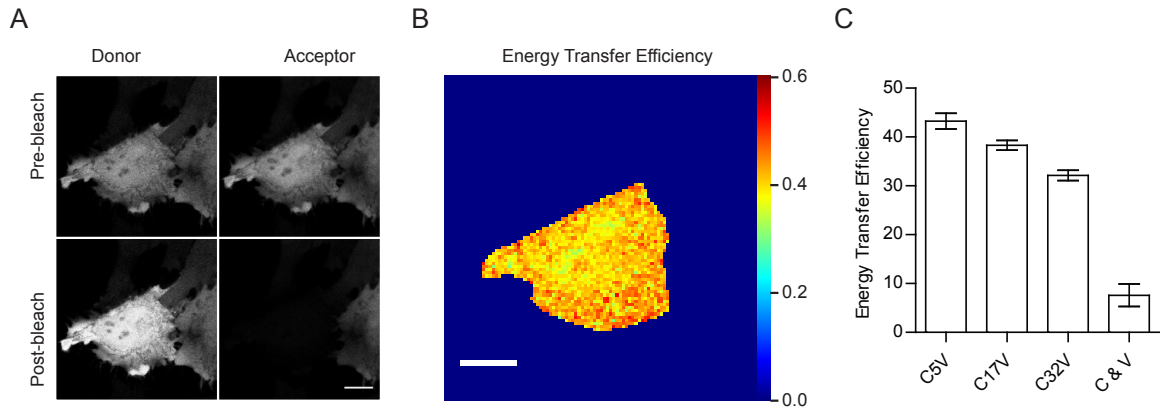 A
Donor
Acceptor
Pre-bleach
Post-bleach
B
Energy Transfer Efficiency
0.6
0.4
0.2
0.0
C
Energy Transfer Efficiency
50
40
30
20
10
0
C5V
C17V
C32V
C & V